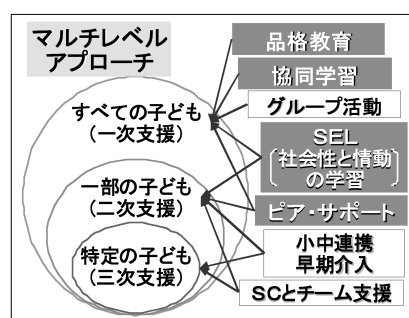 マルチレベル
アプローチ
すべての子ども
(一次支援)
一部の子ども
(二次支援)
特定の子ども
(三次支援)
品格教育
協同学習
グループ活動
SEL
〔社会性と情動
の学習〕
ピア・サポート
小中連携
早期介入
SCとチーム支援